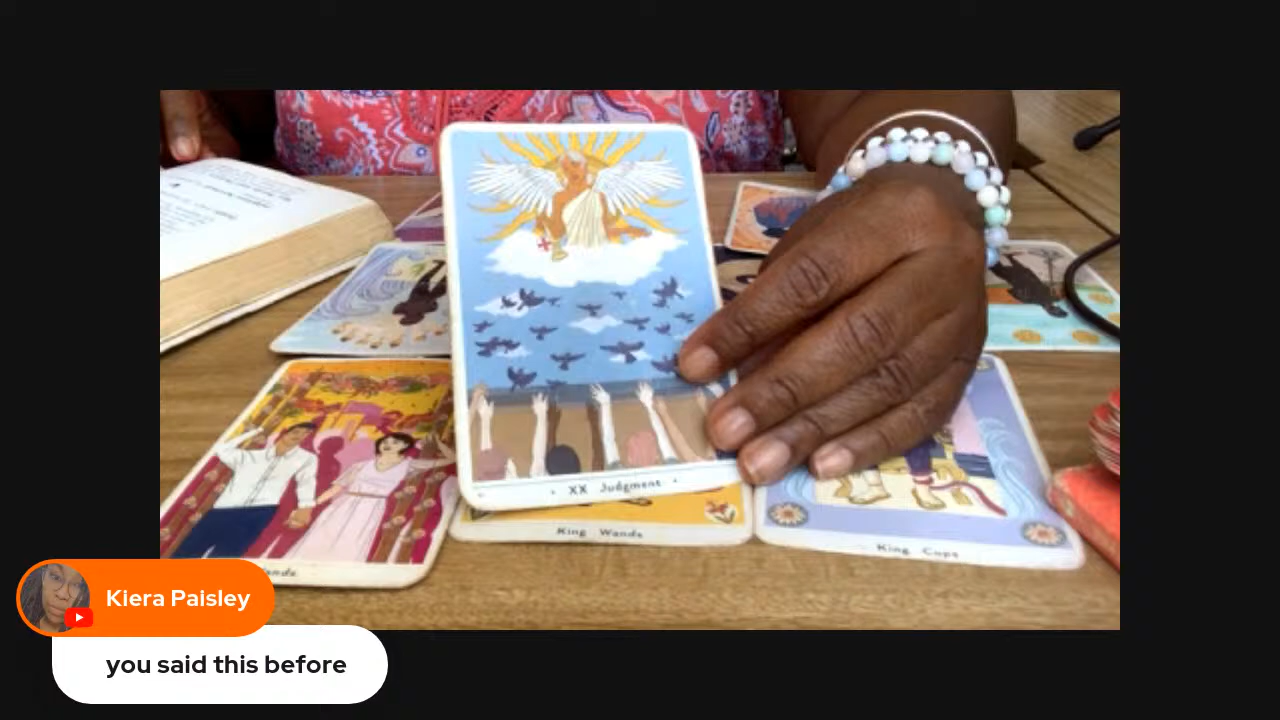 XX Judgment
King Wands
King Cups
Kiera Paisley
you said this before